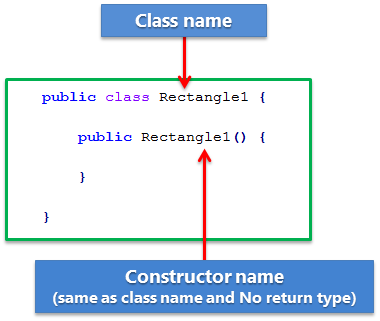 Class name
public class Rectangle1 {
public Rectangle1() {
}
}
Constructor name
(same as class name and No return type)